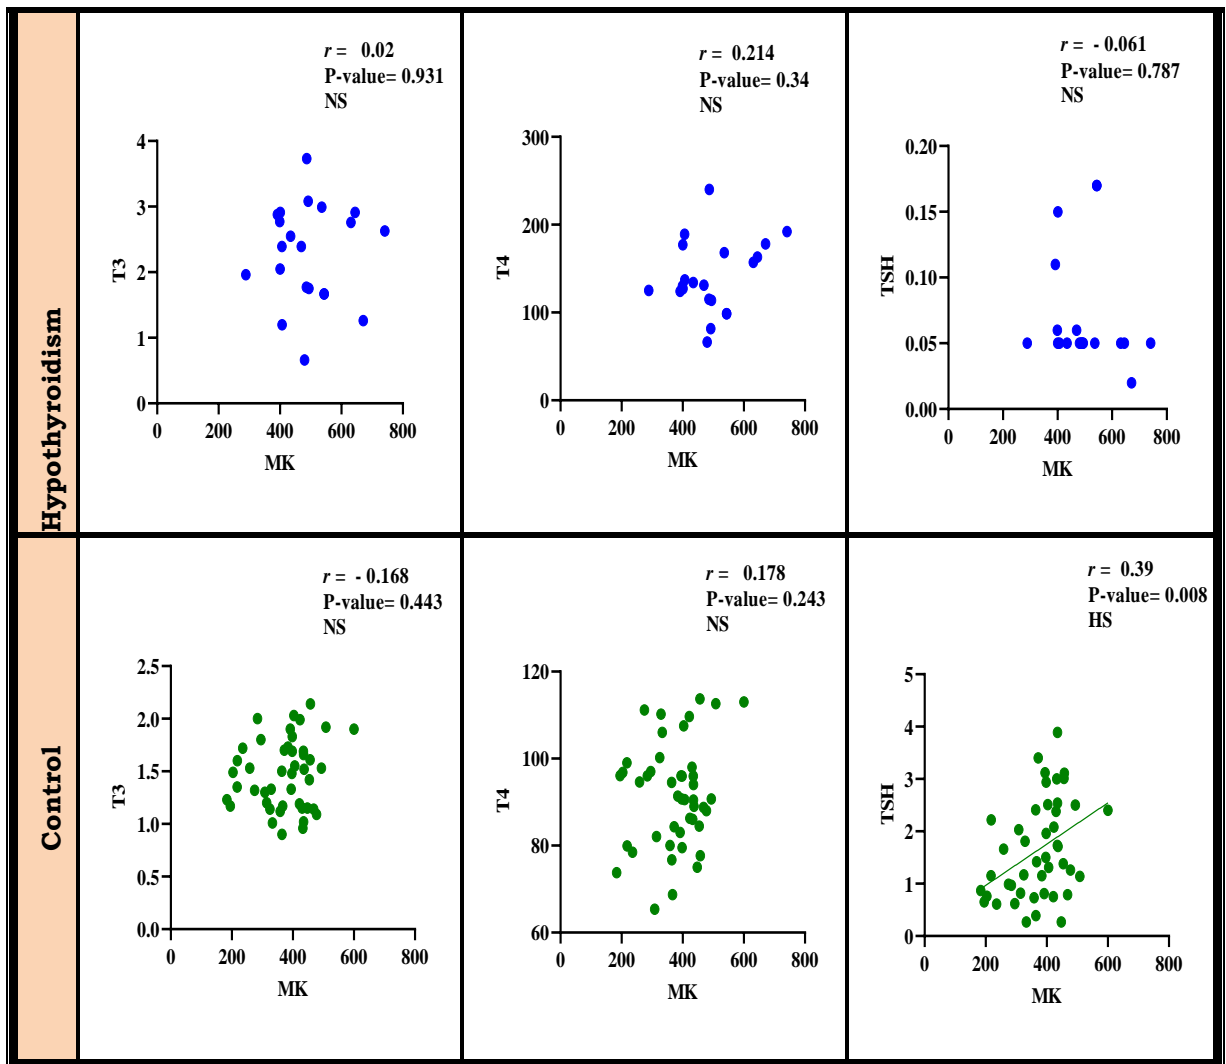 Hypothyroidism
r = 0.02
P-value= 0.931
NS
4
3
2
1
0
T3
0 200 400 600 800
MK
r = 0.214
P-value= 0.34
NS
300
200
100
0
T4
0 200 400 600 800
MK
r = - 0.061
P-value= 0.787
NS
0.20
0.15
0.10
0.05
0.00
TSH
0 200 400 600 800
MK
Control
r = - 0.168
P-value= 0.443
NS
2.5
2.0
1.5
1.0
0.5
0.0
T3
0 200 400 600 800
MK
r = 0.178
P-value= 0.243
NS
120
100
80
60
T4
0 200 400 600 800
MK
r = 0.39
P-value= 0.008
HS
5
4
3
2
1
0
TSH
0 200 400 600 800
MK